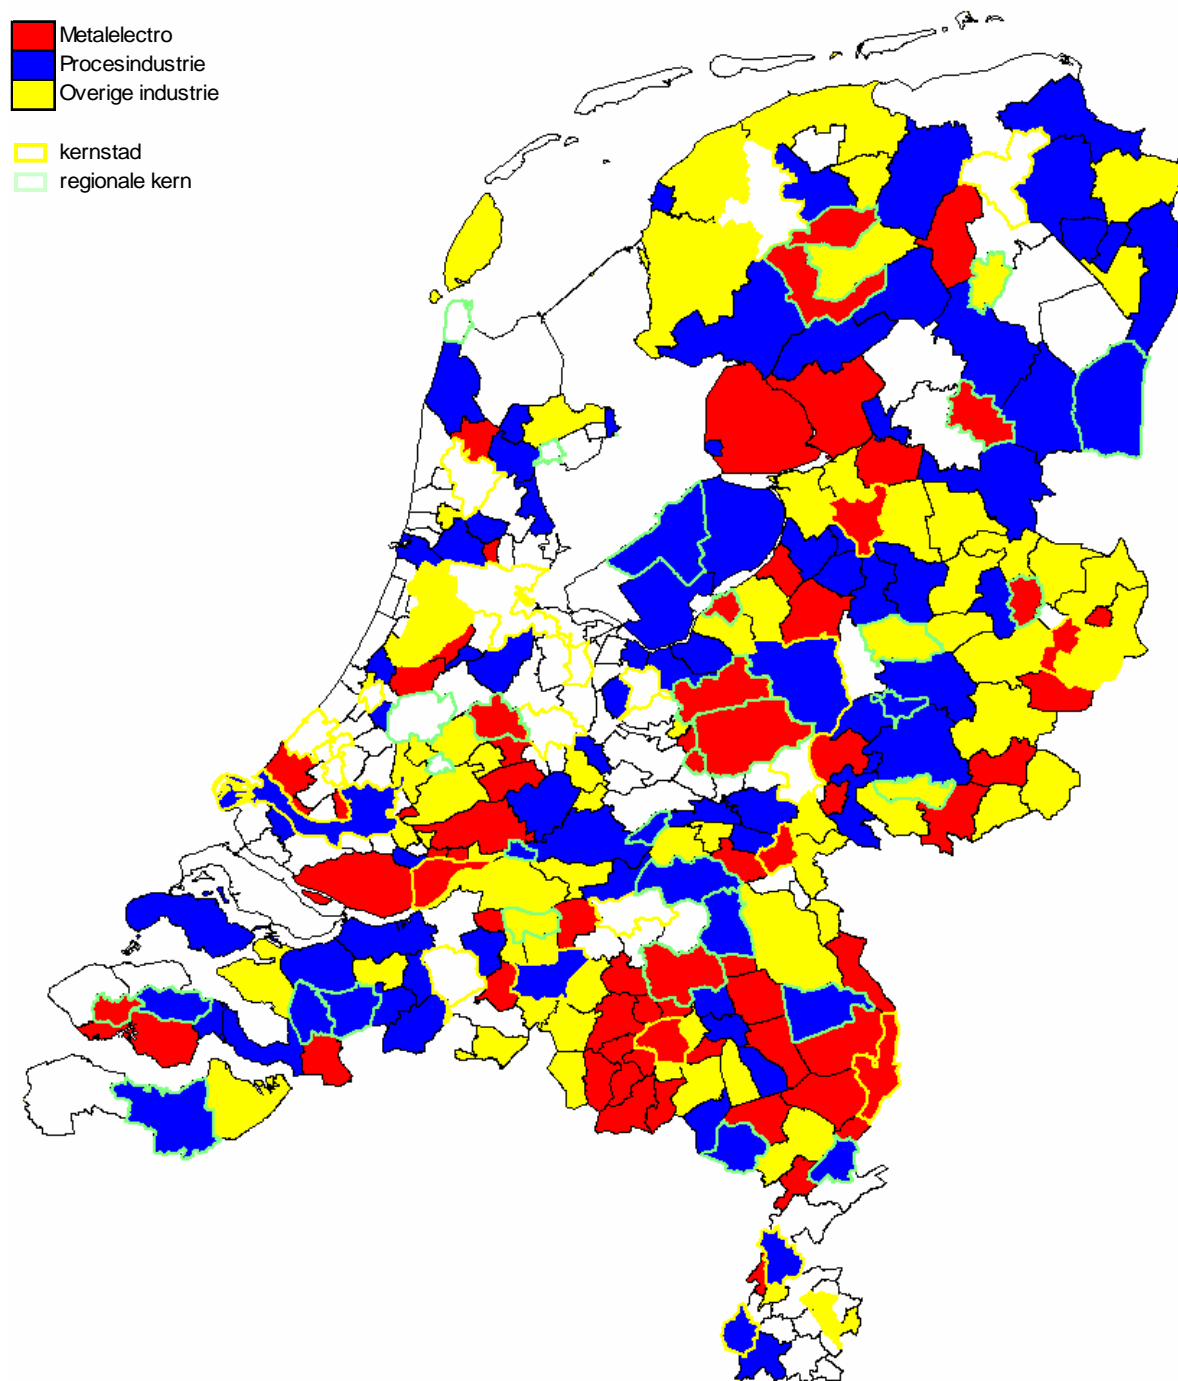 Metalelectro
Procesindustrie
Overige industrie
kernstad
regionale kern